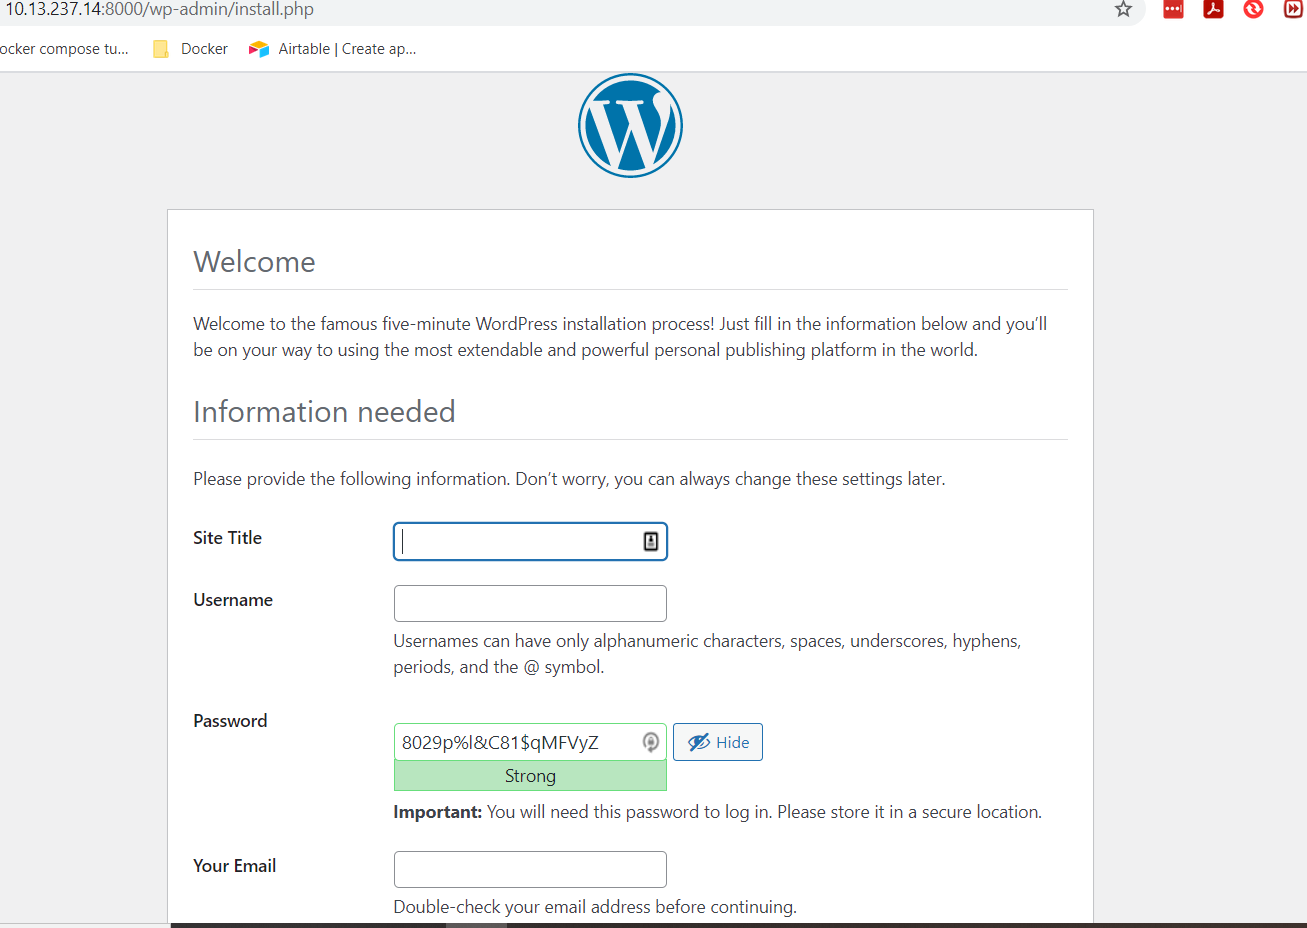 10.13.237.14:8000/wp-admin/install.php
ocker compose tu... Docker Airtable | Create ap...
Welcome
Welcome to the famous five-minute WordPress installation process! Just fill in the information below and you’ll
be on your way to using the most extendable and powerful personal publishing platform in the world.
Information needed
Please provide the following information. Don’t worry, you can always change these settings later.
Site Title
Username
Usernames can have only alphanumeric characters, spaces, underscores, hyphens,
periods, and the @ symbol.
Password
8029p%l&C81$qMFVyZ Hide
Strong
Important: You will need this password to log in. Please store it in a secure location.
Your Email
Double-check your email address before continuing.